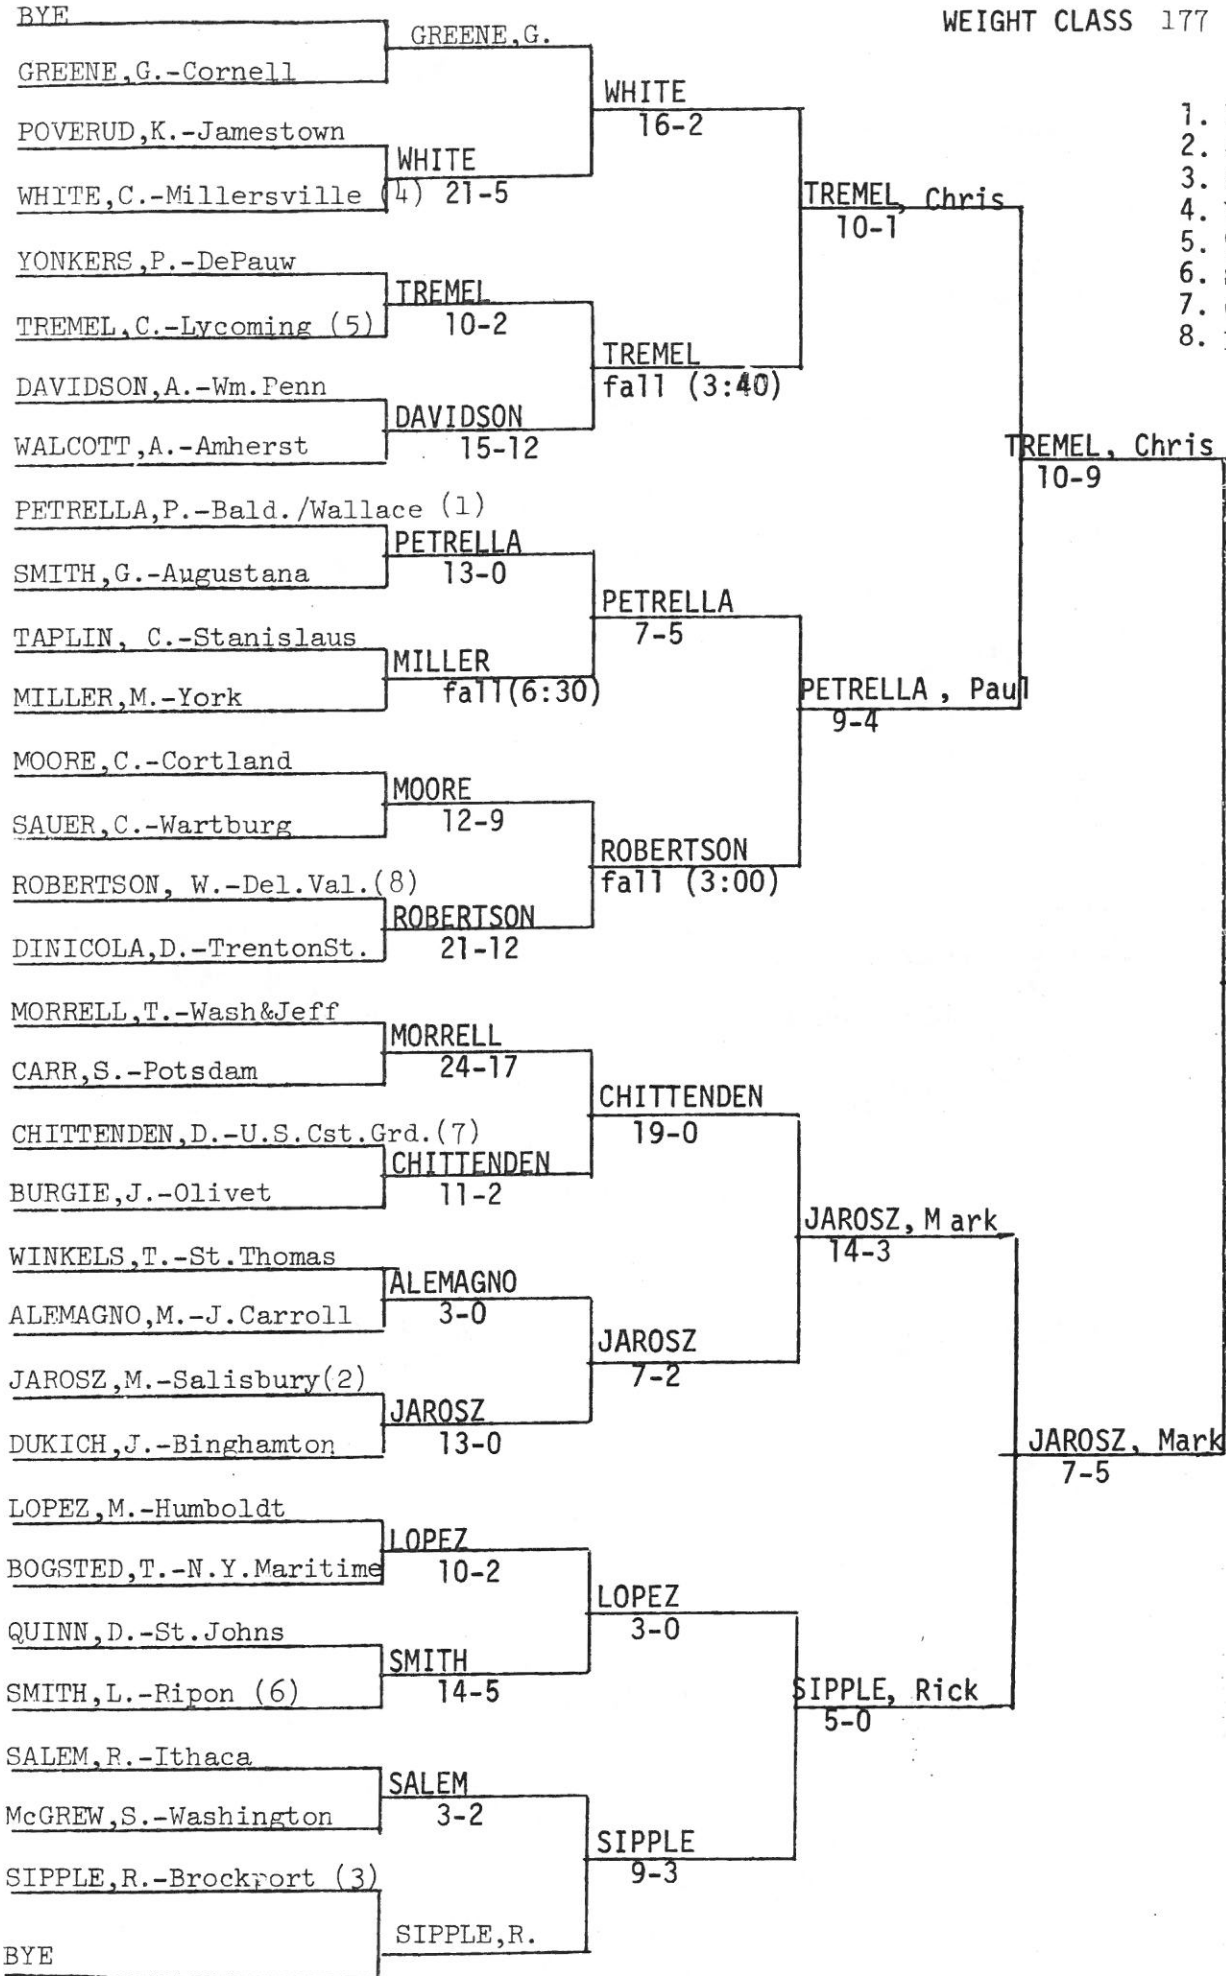 WEIGHT CLASS 177
1.
2.
3.
4.
5.
6.
7.
8.
BYE
GREENE,G.-Cornell
POVERUD,K.-Jamestown
WHITE,C.-Millersville (4)
YONKERS,P.-DePauw
TREMEL,C.-Lycoming (5)
DAVIDSON,A.-Wm.Penn
WALCOTT,A.-Amherst
PETRELLA,P.-Bald./Wallace (1)
SMITH,G.-Augustana
TAPLIN, C.-Stanislaus
MILLER,M.-York
MOORE,C.-Cortland
SAUER,C.-Wartburg
ROBERTSON, W.-Del.Val.(8)
DINICOLA,D.-TrentonSt.
MORRELL,T.-Wash&Jeff
CARR,S.-Potsdam
CHITTENDEN,D.-U.S.Cst.Grd.(7)
BURGIE,J.-Olivet
WINKELS,T.-St.Thomas
ALEMAGNO,M.-J.Carroll
JAROSZ,M.-Salisbury(2)
DUKICH,J.-Binghamton
LOPEZ,M.-Humboldt
BOGSTED,T.-N.Y.Maritime
QUINN,D.-St.Johns
SMITH,L.-Ripon (6)
SALEM,R.-Ithaca
McGREW,S.-Washington
SIPPLE,R.-Brockport (3)
BYE
GREENE,G.
WHITE
21-5
TREMEL
10-2
DAVIDSON
15-12
PETRELLA
13-0
MILLER
fall(6:30)
MOORE
12-9
ROBERTSON
21-12
MORRELL
24-17
CHITTENDEN
11-2
ALEMAGNO
3-0
JAROSZ
13-0
LOPEZ
10-2
SMITH
14-5
SALEM
3-2
SIPPLE,R.
WHITE
16-2
TREMEL
fall (3:40)
PETRELLA
7-5
ROBERTSON
fall (3:00)
CHITTENDEN
19-0
JAROSZ
7-2
LOPEZ
3-0
SIPPLE
9-3
TREMEL, Chris
10-1
PETRELLA , Paul
9-4
JAROSZ, Mark
14-3
SIPPLE, Rick
5-0
TREMEL, Chris
10-9
JAROSZ, Mark
7-5